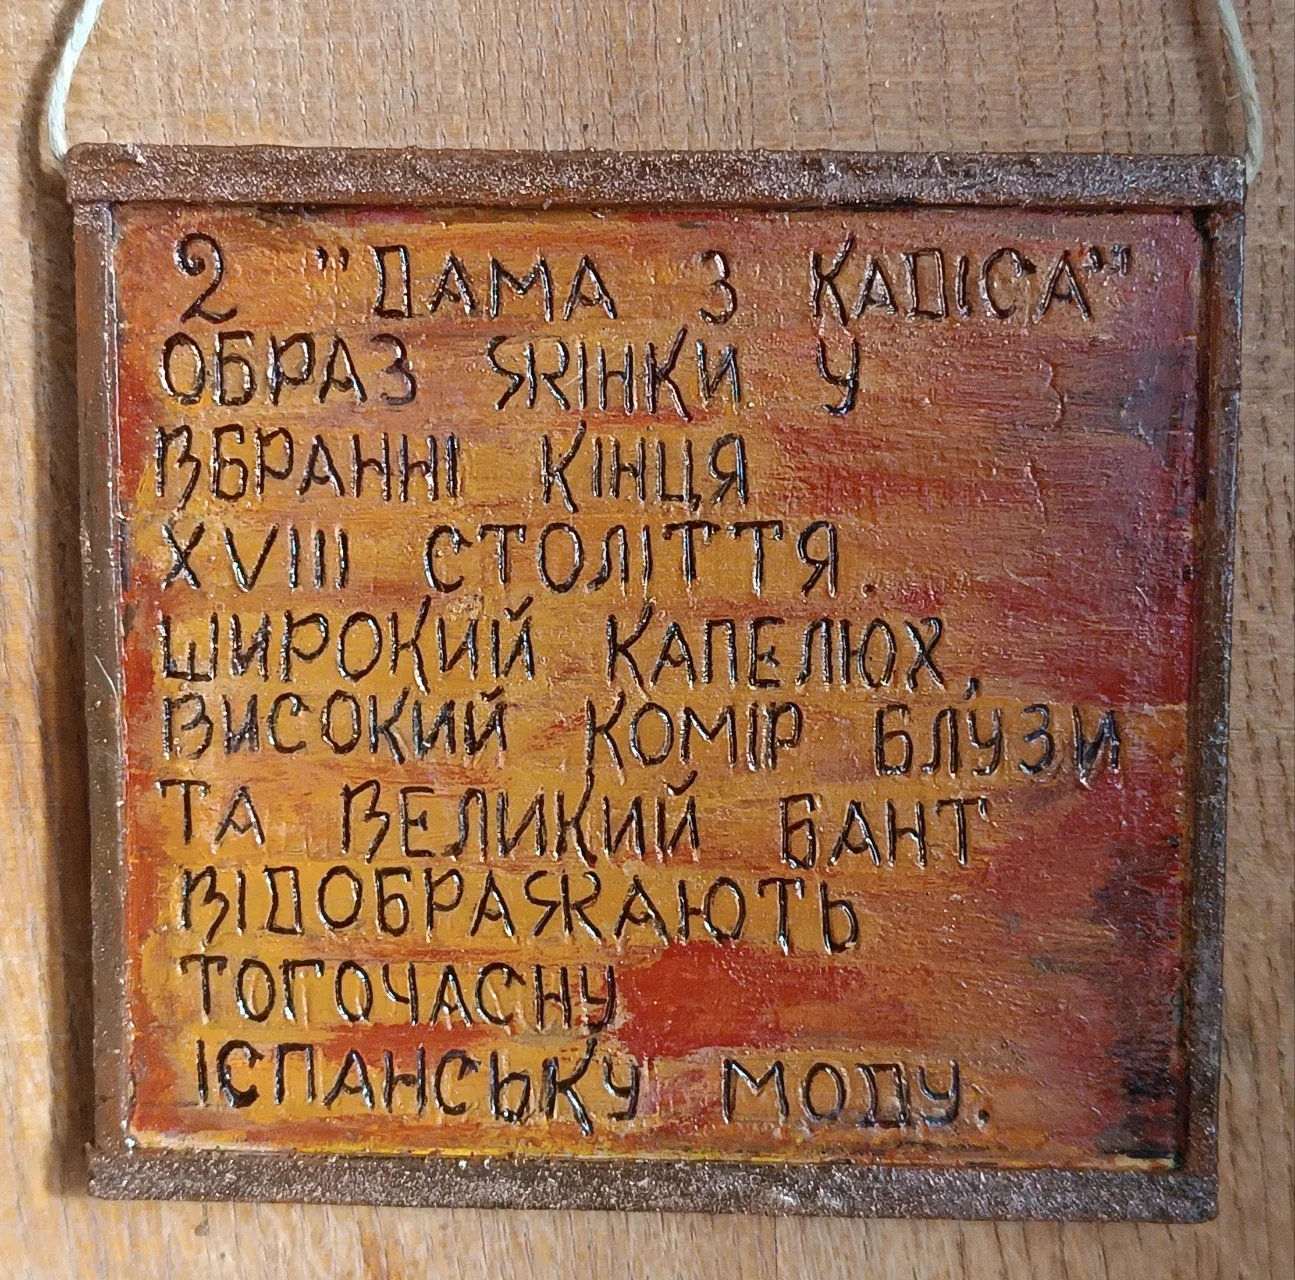 2 "ДАМА З КАДІСА"
ОБРАЗ ЖІНКИ У
ВБРАННІ КІНЦЯ
XVIII СТОЛІТТЯ.
ШИРОКИЙ КАПЕЛЮХ,
ВИСОКИЙ КОМІР БЛУЗИ
ТА ВЕЛИКИЙ БАНТ
ВІДОБРАЖАЮТЬ
ТОГОЧАСНУ
ІСПАНСЬКУ МОДУ.